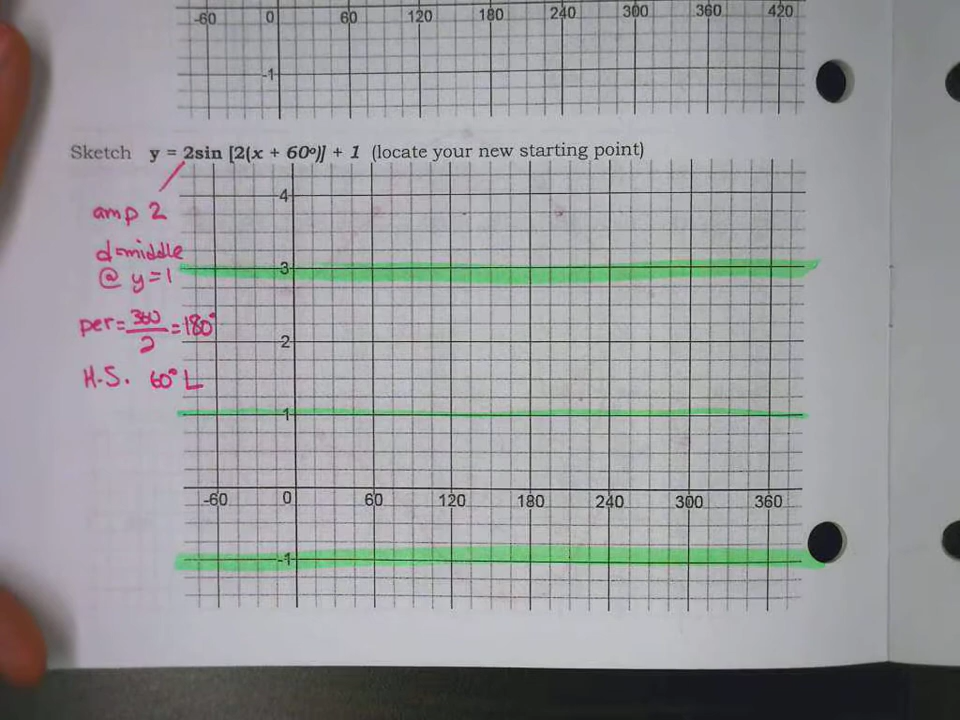 -60 0 60 120 180 240 300 360 420
-1
Sketch y = 2sin [2(x + 60º)] + 1 (locate your new starting point)
4
amp 2
d=middle
@ y=1
3
per=360/2=180°
2
H.S. 60° L
1
-60 0 60 120 180 240 300 360
-1